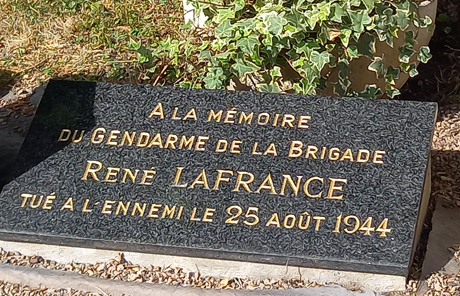 A LA MÉMOIRE
DU GENDARME DE LA BRIGADE
RENÉ LAFRANCE
TUÉ A L'ENNEMI LE 25 AOÛT 1944